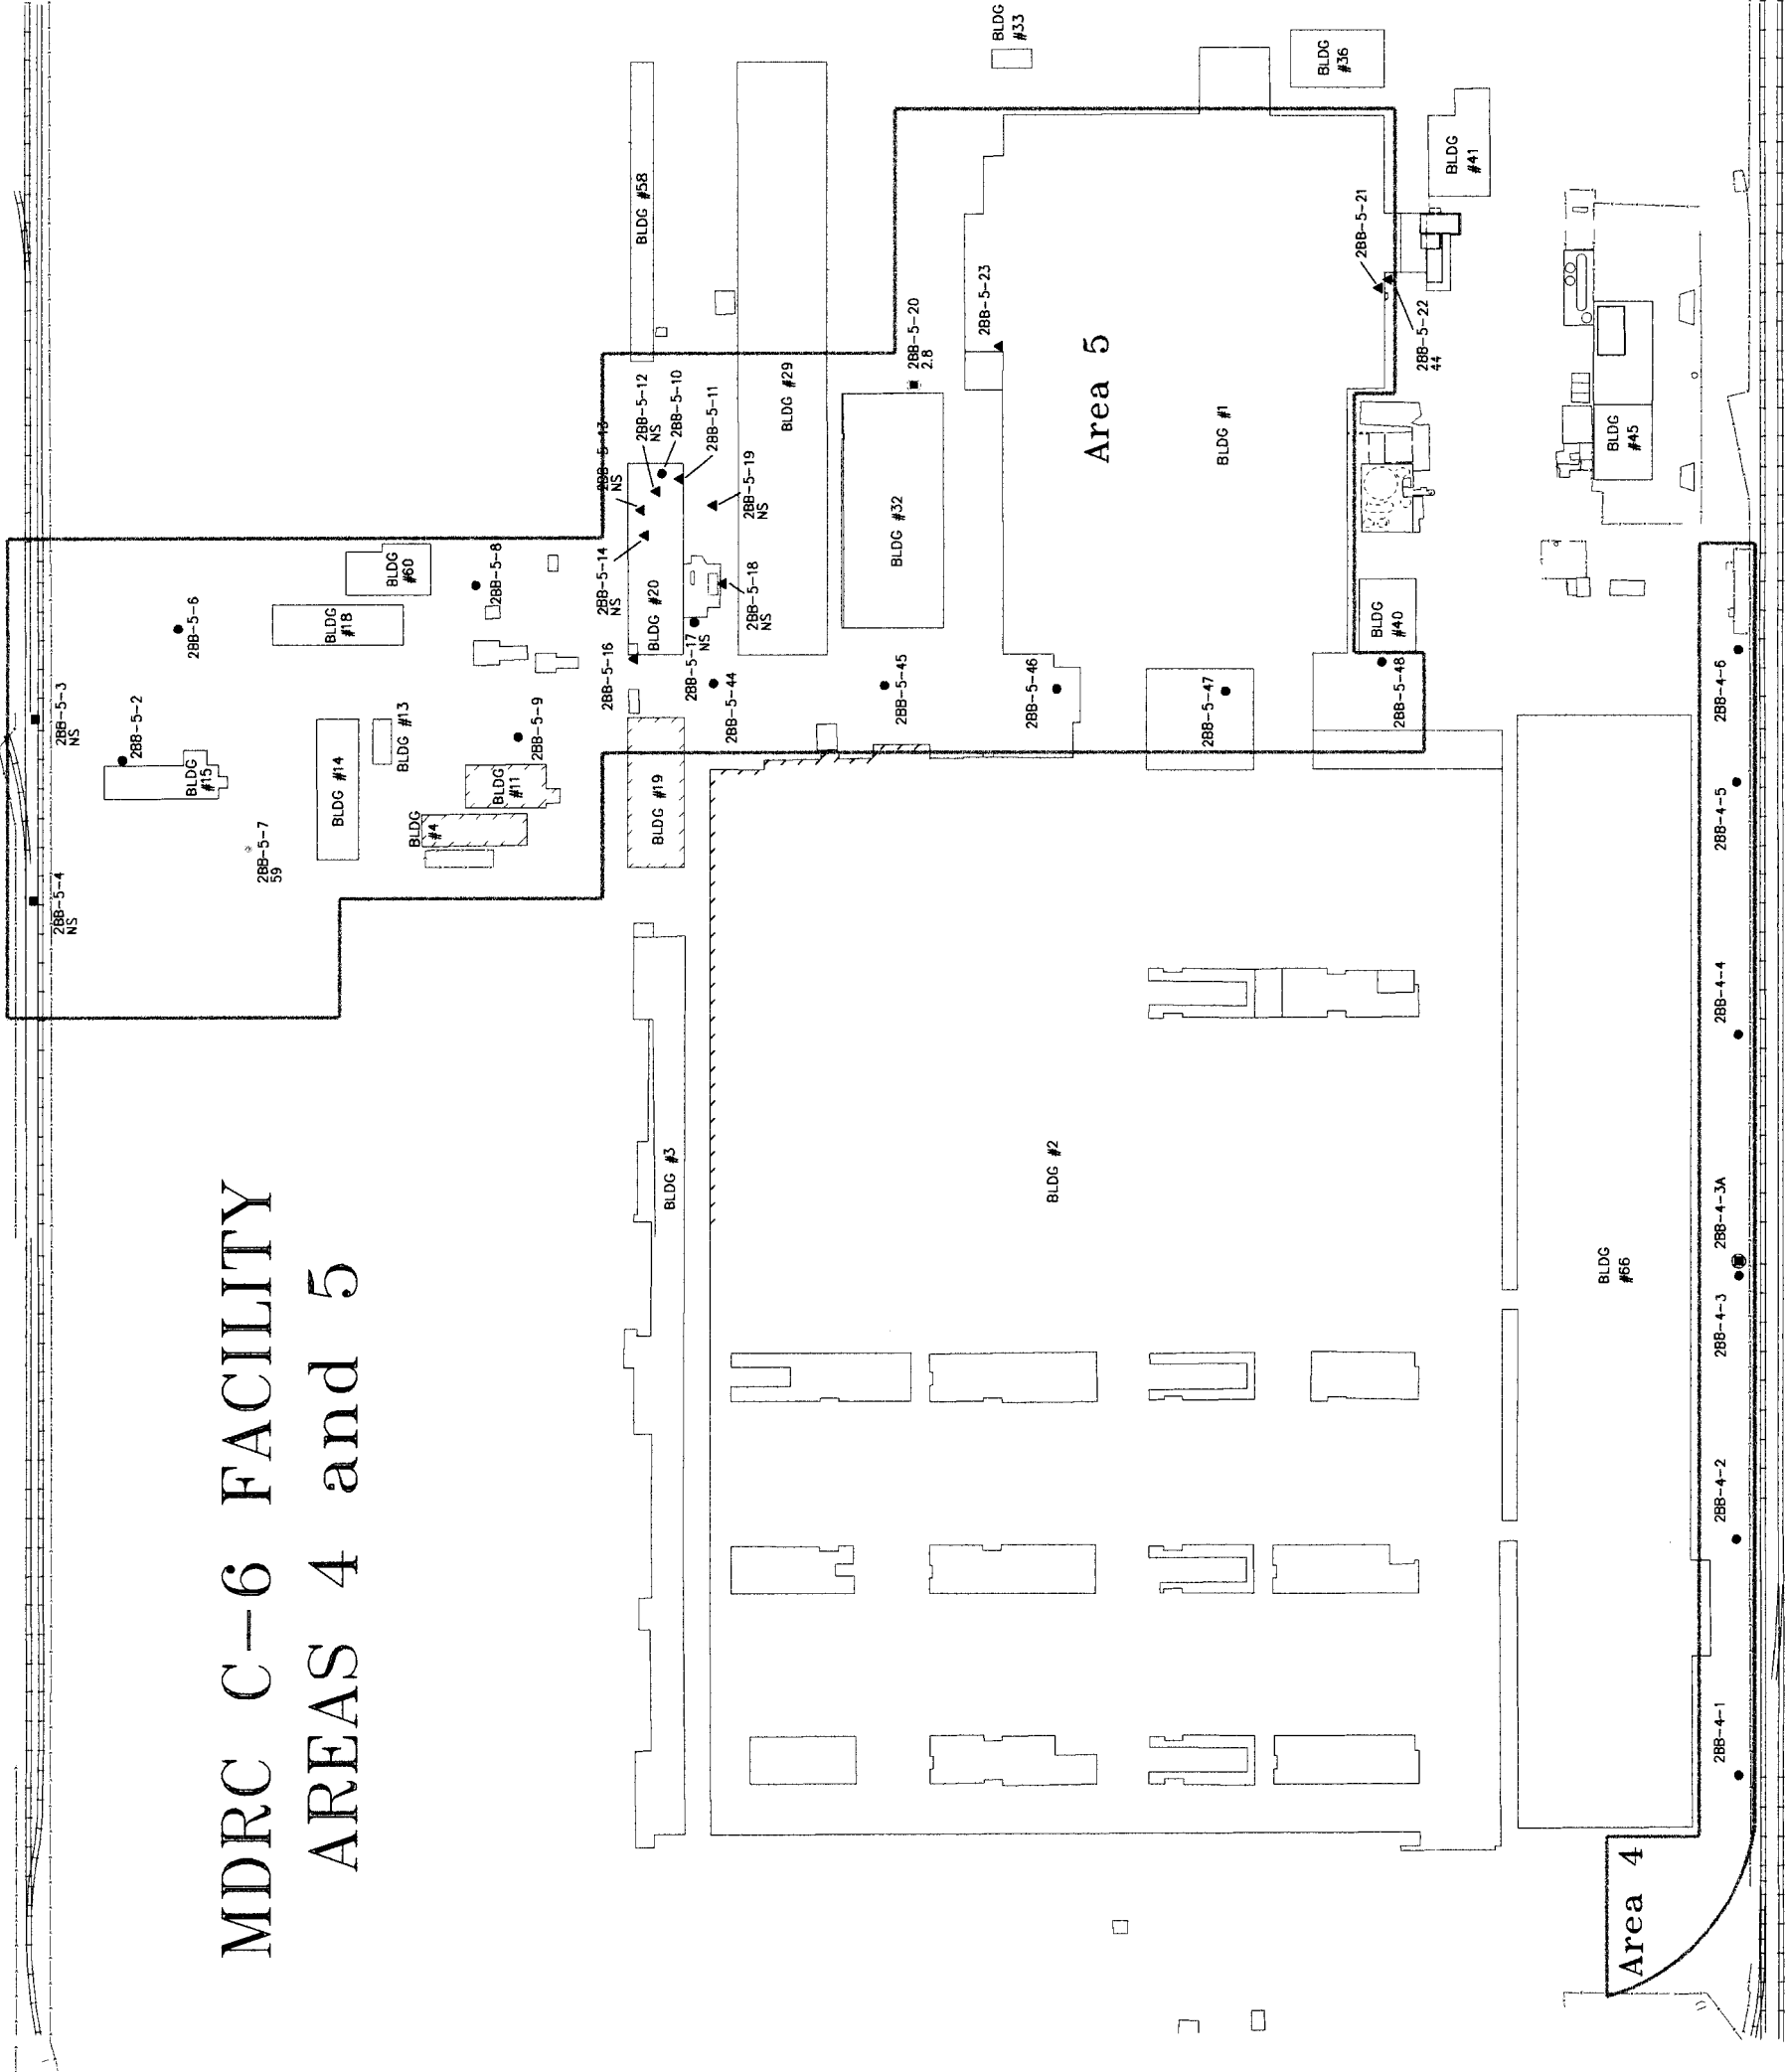 MDRC C-6 FACILITY
AREAS 4 and 5
2BB-5-4
NS
2BB-5-3
NS
2BB-5-2
BLDG
#15
2BB-5-6
2BB-5-7
59
BLDG #14
BLDG #13
BLDG
#18
BLDG
#60
BLDG
#4
BLDG
#11
2BB-5-9
2BB-5-8
BLDG #19
2BB-5-16
BLDG #20
2BB-5-14
NS
2BB-5-13
NS
2BB-5-12
NS
2BB-5-10
2BB-5-11
2BB-5-19
NS
2BB-5-18
NS
2BB-5-17
NS
2BB-5-44
BLDG #58
BLDG #29
BLDG #3
BLDG #32
2BB-5-45
2BB-5-20
2.8
2BB-5-23
BLDG
#33
Area 5
BLDG #1
2BB-5-46
2BB-5-47
2BB-5-48
BLDG
#40
2BB-5-21
2BB-5-22
44
BLDG
#36
BLDG
#41
BLDG
#45
BLDG #2
BLDG
#66
Area 4
2BB-4-1
2BB-4-2
2BB-4-3
2BB-4-3A
2BB-4-4
2BB-4-5
2BB-4-6